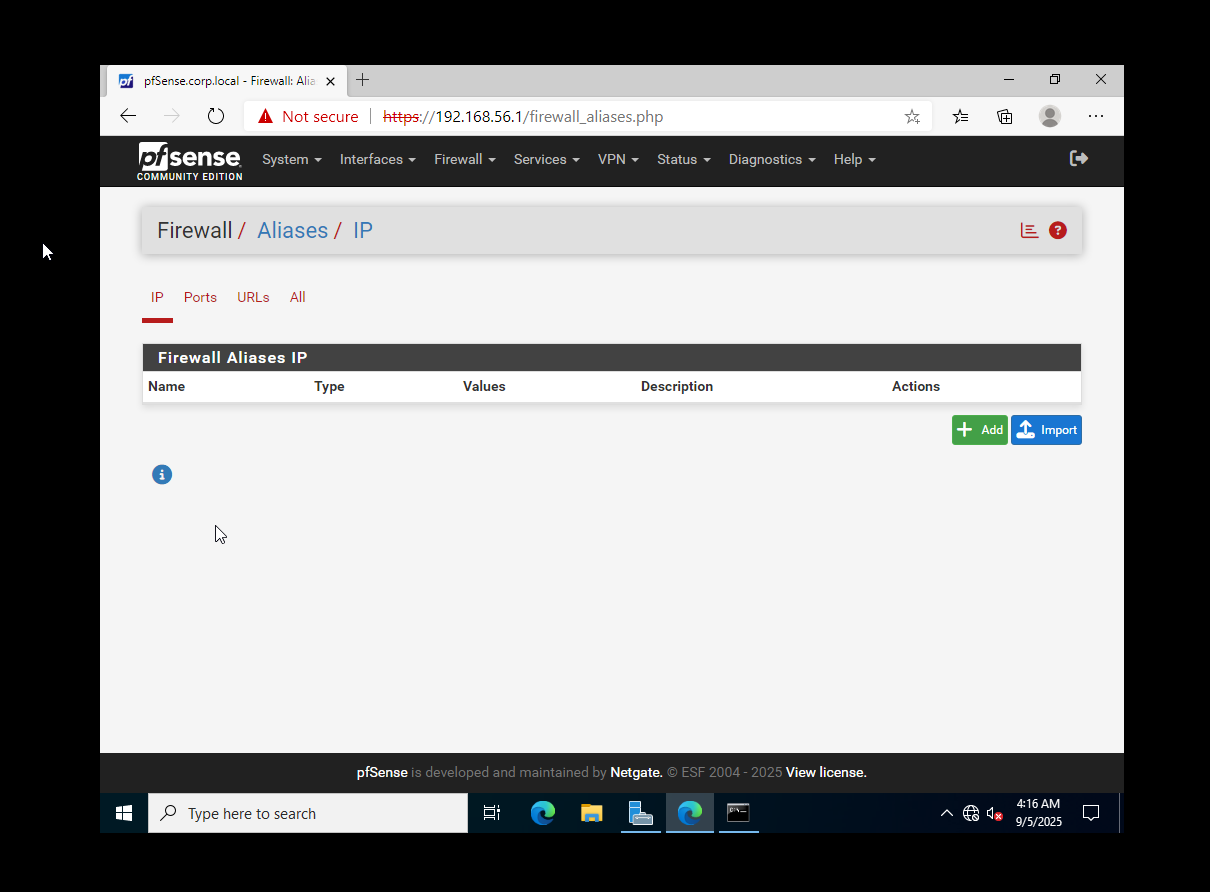 pfSense.corp.local - Firewall: Alia
Not secure https://192.168.56.1/firewall_aliases.php
pfsense
COMMUNITY EDITION
System Interfaces Firewall Services VPN Status Diagnostics Help
Firewall / Aliases / IP
IP Ports URLs All
Firewall Aliases IP
Name Type Values Description Actions
Add Import
pfSense is developed and maintained by Netgate. © ESF 2004 - 2025 View license.
Type here to search
4:16 AM
9/5/2025